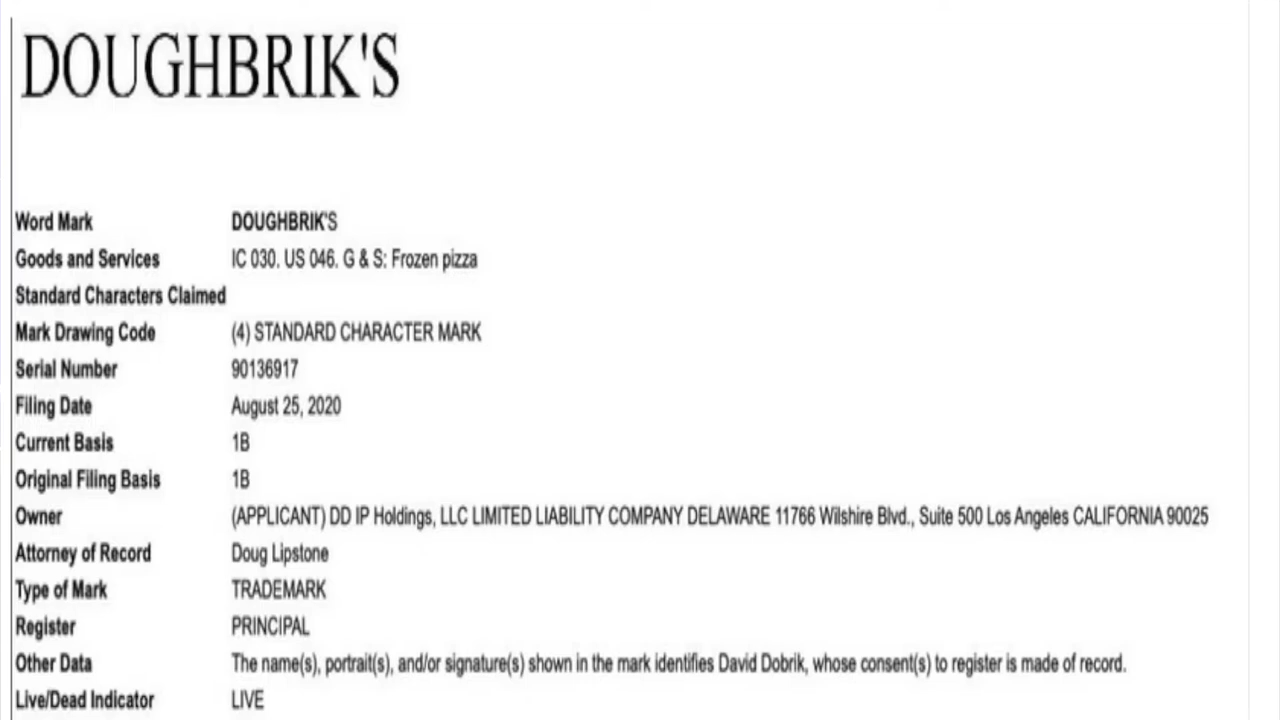 DOUGHBRIK'S
Word Mark DOUGHBRIK'S
Goods and Services IC 030. US 046. G & S: Frozen pizza
Standard Characters Claimed
Mark Drawing Code (4) STANDARD CHARACTER MARK
Serial Number 90136917
Filing Date August 25, 2020
Current Basis 1B
Original Filing Basis 1B
Owner (APPLICANT) DD IP Holdings, LLC LIMITED LIABILITY COMPANY DELAWARE 11766 Wilshire Blvd., Suite 500 Los Angeles CALIFORNIA 90025
Attorney of Record Doug Lipstone
Type of Mark TRADEMARK
Register PRINCIPAL
Other Data The name(s), portrait(s), and/or signature(s) shown in the mark identifies David Dobrik, whose consent(s) to register is made of record.
Live/Dead Indicator LIVE